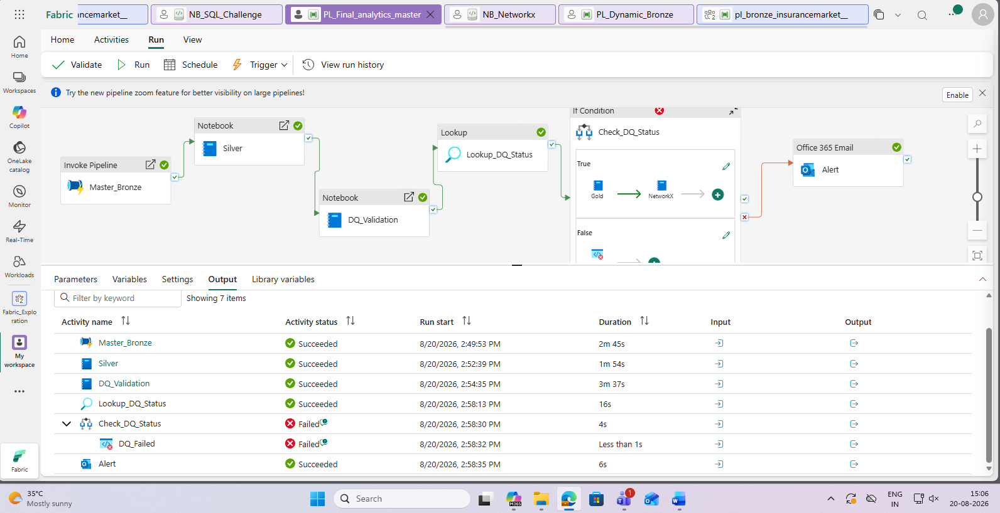 Fabric
urancemarket__
NB_SQL_Challenge
PL_Final_analytics_master
NB_Networkx
PL_Dynamic_Bronze
pl_bronze_insurancemarket__
Home
Activities
Run
View
Validate
Run
Schedule
Trigger
View run history
Try the new pipeline zoom feature for better visibility on large pipelines!
Enable
Home
Workspaces
Copilot
OneLake
catalog
Monitor
Real-Time
Workloads
Fabric_Explo
ration
My
workspace
Fabric
Invoke Pipeline
Master_Bronze
Notebook
Silver
Notebook
DQ_Validation
Lookup
Lookup_DQ_Status
If Condition
Check_DQ_Status
True
Gold
NetworkX
False
Office 365 Email
Alert
Parameters
Variables
Settings
Output
Library variables
Filter by keyword
Showing 7 items
Activity name
Activity status
Run start
Duration
Input
Output
Master_Bronze Succeeded 8/20/2026, 2:49:53 PM 2m 45s
Silver Succeeded 8/20/2026, 2:52:39 PM 1m 54s
DQ_Validation Succeeded 8/20/2026, 2:54:35 PM 3m 37s
Lookup_DQ_Status Succeeded 8/20/2026, 2:58:13 PM 16s
Check_DQ_Status Failed 8/20/2026, 2:58:30 PM 4s
DQ_Failed Failed 8/20/2026, 2:58:32 PM Less than 1s
Alert Succeeded 8/20/2026, 2:58:35 PM 6s
35°C
Mostly sunny
Search
M365
1
ENG
IN
15:06
20-08-2026